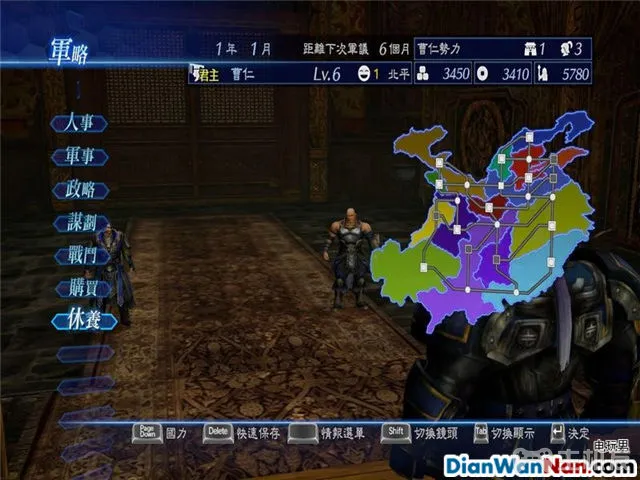 軍略
1年 1月 距離下次軍議 6個月 曹仁勢力 1 3
君主 曹仁 Lv.6 1 北平 3450 3410 5780
人事
軍事
政略
謀劃
戰鬥
購買
休養
Page Down 國力 Delete 快速保存 情報選單 Shift 切換鏡頭 Tab 切換顯示 決定
电玩男
DianWanNan.com